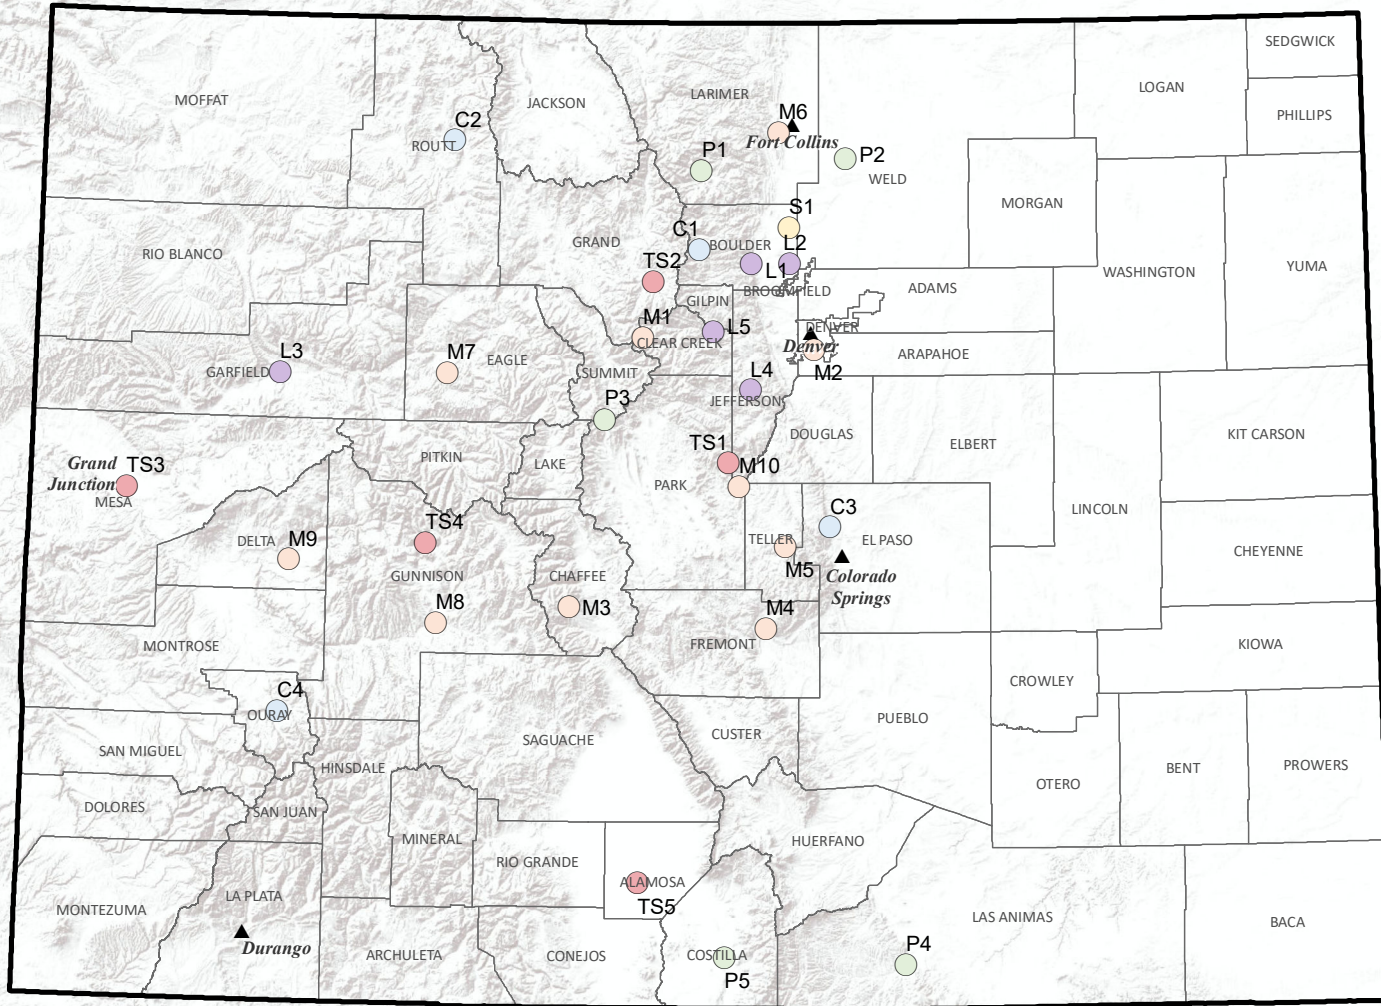 SEDGWICK
LOGAN
MOFFAT
JACKSON
LARIMER
PHILLIPS
M6
C2
Fort Collins
ROUTT
P1
P2
WELD
MORGAN
S1
C1
BOULDER
L2
GRAND
RIO BLANCO
TS2
L1
WASHINGTON
YUMA
BROOMFIELD
ADAMS
GILPIN
M1
L5
DENVER
CLEAR CREEK
Denver
ARAPAHOE
L3
M7
EAGLE
GARFIELD
SUMMIT
L4
M2
JEFFERSON
P3
DOUGLAS
KIT CARSON
ELBERT
TS1
PITKIN
LAKE
M10
Grand
Junction
TS3
MESA
PARK
C3
LINCOLN
TS4
M9
DELTA
TELLER
EL PASO
CHEYENNE
M5
GUNNISON
CHAFFEE
Colorado
Springs
M8
M3
M4
MONTROSE
FREMONT
KIOWA
C4
CROWLEY
OURAY
PUEBLO
CUSTER
SAGUACHE
SAN MIGUEL
HINSDALE
BENT
PROWERS
OTERO
DOLORES
SAN JUAN
MINERAL
HUERFANO
RIO GRANDE
ALAMOSA
LA PLATA
TS5
MONTEZUMA
LAS ANIMAS
BACA
Durango
ARCHULETA
CONEJOS
COSTILLA
P4
P5